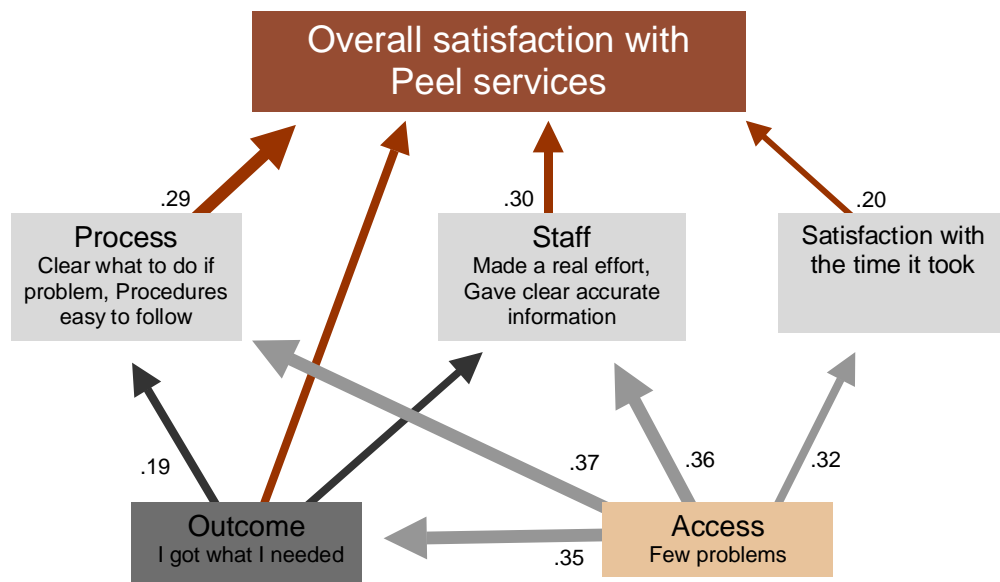 Overall satisfaction with
Peel services
.29
.30
.20
Process
Clear what to do if
problem, Procedures
easy to follow
Staff
Made a real effort,
Gave clear accurate
information
Satisfaction with
the time it took
.19
.37
.36
.32
Outcome
I got what I needed
.35
Access
Few problems